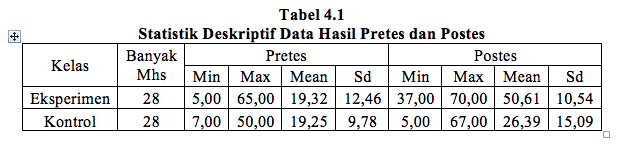 Tabel 4.1
Statistik Deskriptif Data Hasil Pretes dan Postes
Kelas Banyak Mhs Pretes Postes
Min Max Mean Sd Min Max Mean Sd
Eksperimen 28 5,00 65,00 19,32 12,46 37,00 70,00 50,61 10,54
Kontrol 28 7,00 50,00 19,25 9,78 5,00 67,00 26,39 15,09